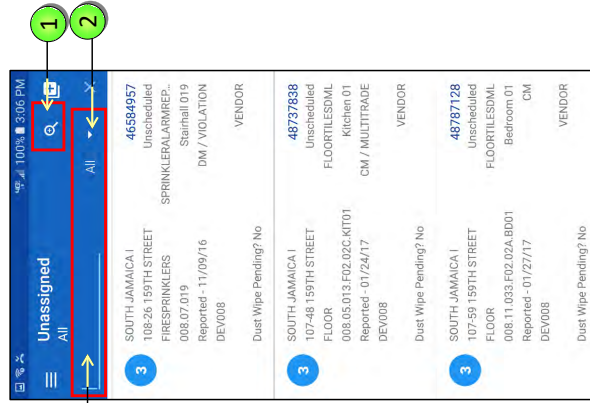 1
2
4G 100% 3:06 PM
Unassigned
All
All
SOUTH JAMAICA I
46584957
108-26 159TH STREET
Unscheduled
FIRESPRINKLERS
SPRINKLERALARMREP...
008.07.019
Stairhall 019
Reported - 11/09/16
DM / VIOLATION
DEV008
VENDOR
Dust Wipe Pending? No
3
SOUTH JAMAICA I
48737838
107-48 159TH STREET
Unscheduled
FLOOR
FLOORTILESDML
008.05.013.F02.02C.KIT01
Kitchen 01
Reported - 01/24/17
CM / MULTITRADE
DEV008
VENDOR
Dust Wipe Pending? No
3
SOUTH JAMAICA I
48787128
107-59 159TH STREET
Unscheduled
FLOOR
FLOORTILESDML
008.11.033.F02.02A.BD01
Bedroom 01
Reported - 01/27/17
CM
DEV008
VENDOR
Dust Wipe Pending? No
3